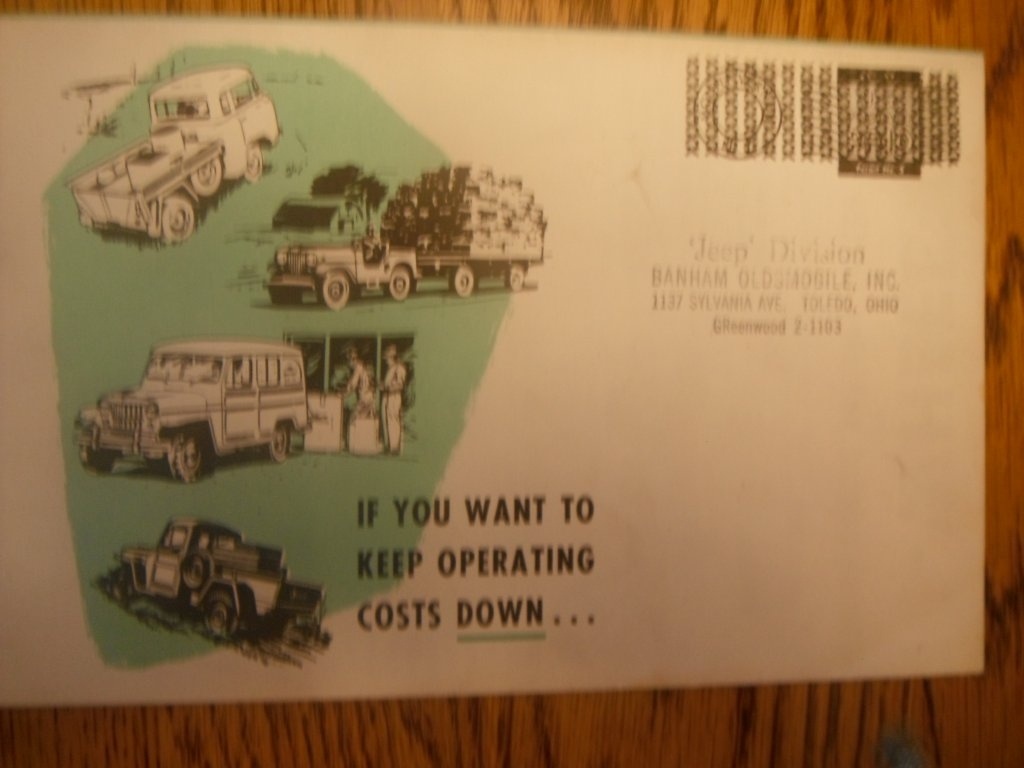 'Jeep' Division
BANHAM OLDSMOBILE, INC.
1137 SYLVANIA AVE. TOLEDO, OHIO
GReenwood 2-1103
IF YOU WANT TO
KEEP OPERATING
COSTS DOWN...